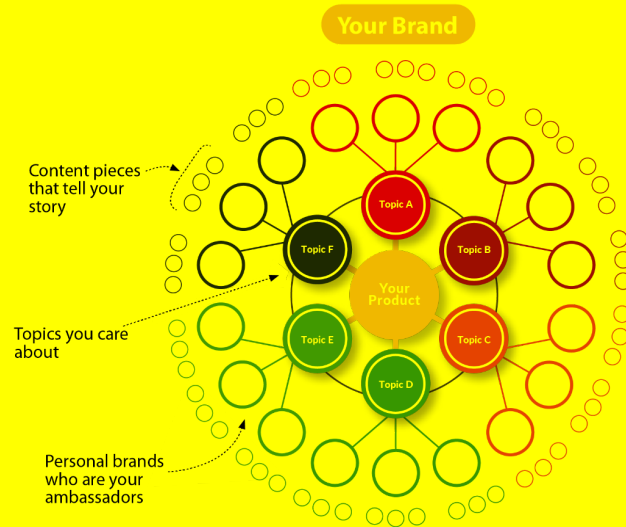 Your Brand
Content pieces
that tell your
story
Topic A
Topic F
Topic B
Your
Product
Topics you care
about
Topic E
Topic C
Topic D
Personal brands
who are your
ambassadors